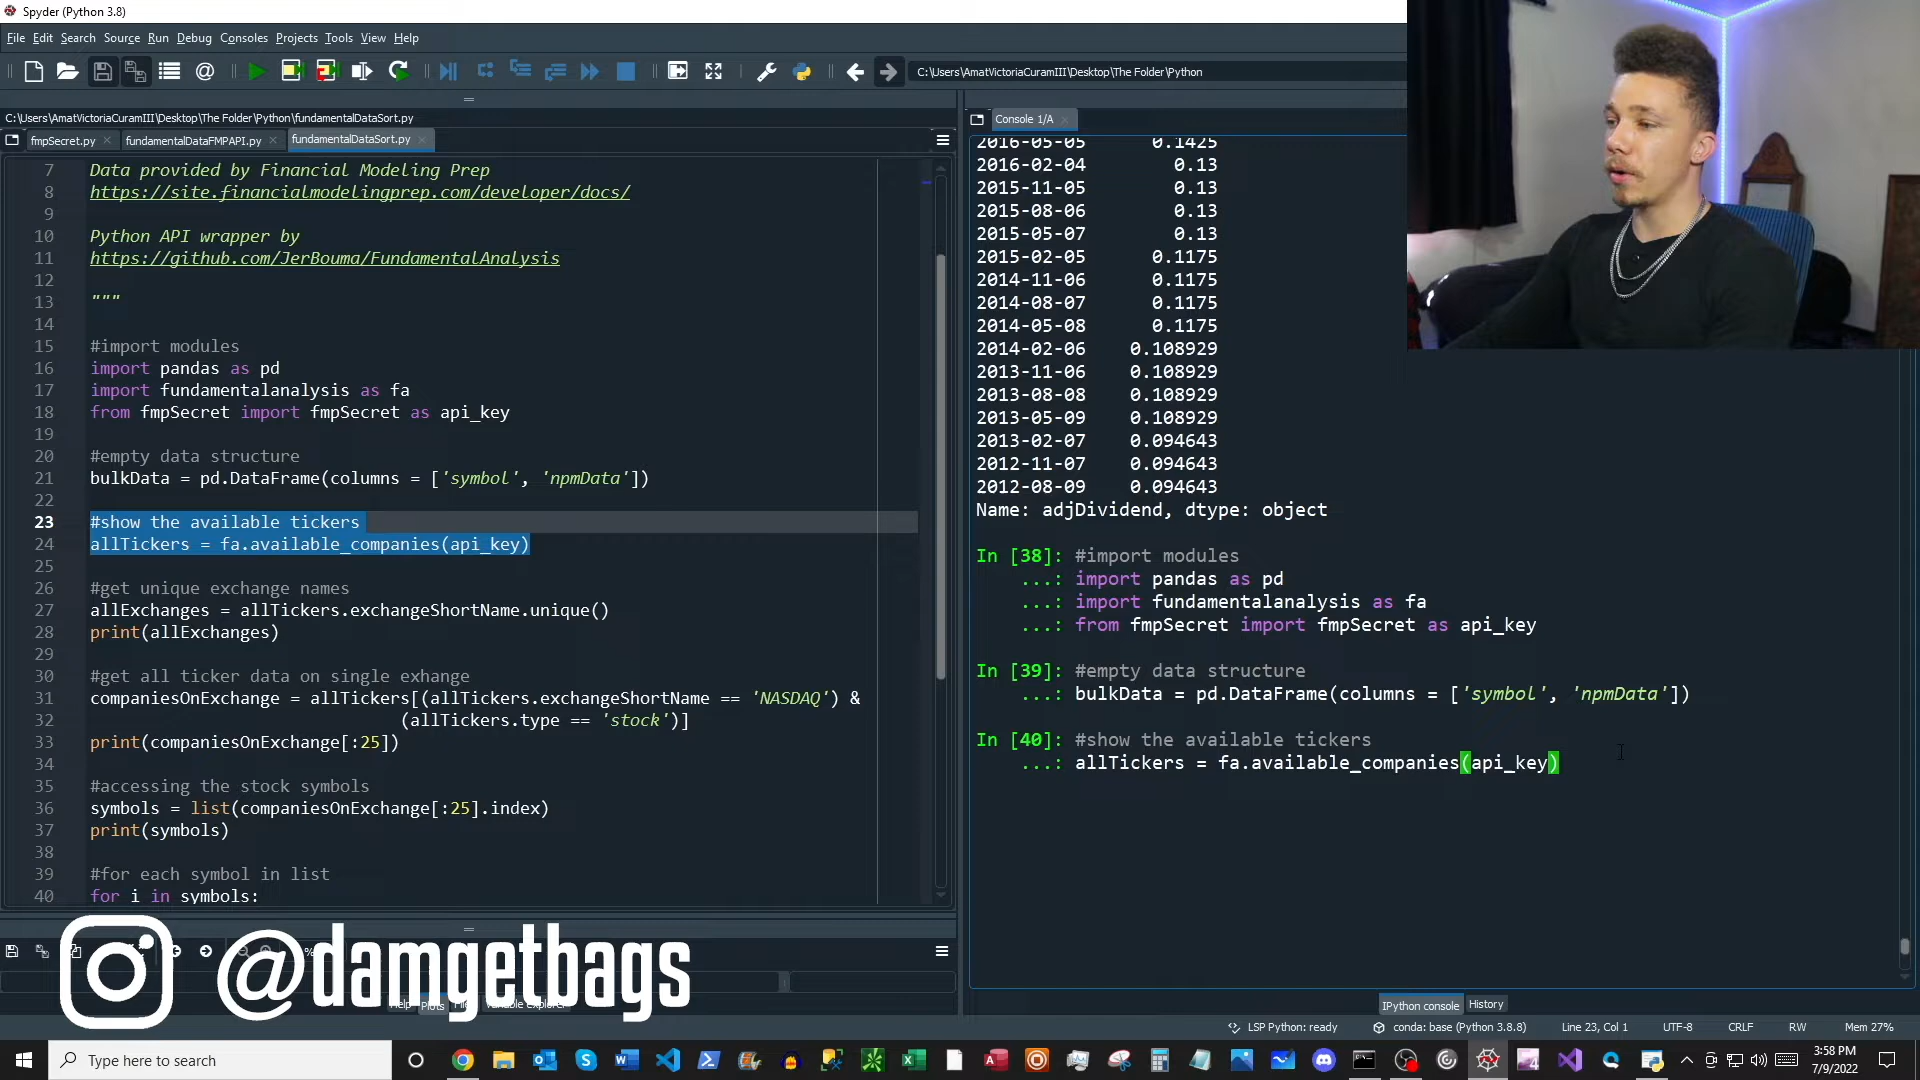 Spyder (Python 3.8)
File Edit Search Source Run Debug Consoles Projects Tools View Help
C:\Users\AmatVictoriaCuramIII\Desktop\The Folder\Python
C:\Users\AmatVictoriaCuramIII\Desktop\The Folder\Python\fundamentalDataSort.py
fmpSecret.py fundamentalDataFMPAPI.py fundamentalDataSort.py
7 Data provided by Financial Modeling Prep
8 https://site.financialmodelingprep.com/developer/docs/
9
10 Python API wrapper by
11 https://github.com/JerBouma/FundamentalAnalysis
12
13 """
14
15 #import modules
16 import pandas as pd
17 import fundamentalanalysis as fa
18 from fmpSecret import fmpSecret as api_key
19
20 #empty data structure
21 bulkData = pd.DataFrame(columns = ['symbol', 'npmData'])
22
23 #show the available tickers
24 allTickers = fa.available_companies(api_key)
25
26 #get unique exchange names
27 allExchanges = allTickers.exchangeShortName.unique()
28 print(allExchanges)
29
30 #get all ticker data on single exhange
31 companiesOnExchange = allTickers[(allTickers.exchangeShortName == 'NASDAQ') &
32 (allTickers.type == 'stock')]
33 print(companiesOnExchange[:25])
34
35 #accessing the stock symbols
36 symbols = list(companiesOnExchange[:25].index)
37 print(symbols)
38
39 #for each symbol in list
40 for i in symbols:
@damgetbags
Help Plots
Console 1/A
2016-05-05 0.1425
2016-02-04 0.13
2015-11-05 0.13
2015-08-06 0.13
2015-05-07 0.13
2015-02-05 0.1175
2014-11-06 0.1175
2014-08-07 0.1175
2014-05-08 0.1175
2014-02-06 0.108929
2013-11-06 0.108929
2013-08-08 0.108929
2013-05-09 0.108929
2013-02-07 0.094643
2012-11-07 0.094643
2012-08-09 0.094643
Name: adjDividend, dtype: object
In [38]: #import modules
...: import pandas as pd
...: import fundamentalanalysis as fa
...: from fmpSecret import fmpSecret as api_key
In [39]: #empty data structure
...: bulkData = pd.DataFrame(columns = ['symbol', 'npmData'])
In [40]: #show the available tickers
...: allTickers = fa.available_companies(api_key)
IPython console History
LSP Python: ready conda: base (Python 3.8.8) Line 23, Col 1 UTF-8 CRLF RW Mem 27%
Type here to search
3:58 PM
7/9/2022